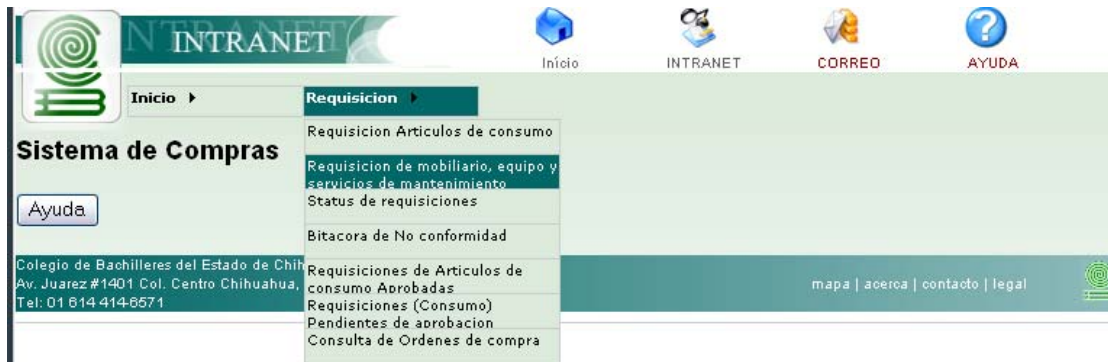 INTRANET
Inicio
INTRANET
CORREO
AYUDA
Inicio
Requisicion
Sistema de Compras
Ayuda
Requisicion Articulos de consumo
Requisicion de mobiliario, equipo y
servicios de mantenimiento
Status de requisiciones
Bitacora de No conformidad
Requisiciones de Articulos de
consumo Aprobadas
Requisiciones (Consumo)
Pendientes de aprobacion
Consulta de Ordenes de compra
Colegio de Bachilleres del Estado de Chih
Av. Juarez #1401 Col. Centro Chihuahua,
Tel: 01 614 414-6571
mapa | acerca | contacto | legal